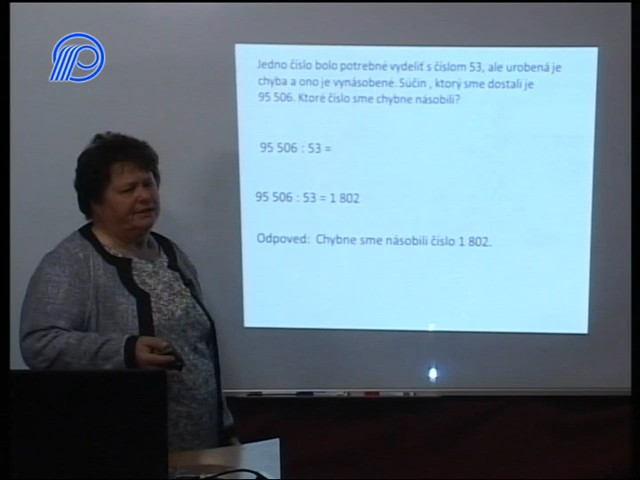 Jedno číslo bolo potrebné vydeliť s číslom 53, ale urobená je
chyba a ono je vynásobené. Súčin , ktorý sme dostali je
95 506. Ktoré číslo sme chybne násobili?
95 506 : 53 =
95 506 : 53 = 1 802
Odpoveď: Chybne sme násobili číslo 1 802.